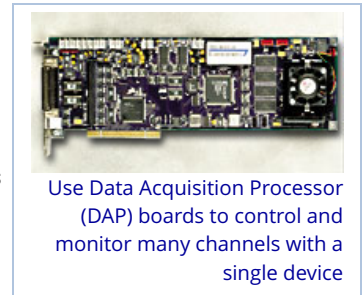 Use Data Acquisition Processor
(DAP) boards to control and
monitor many channels with a
single device